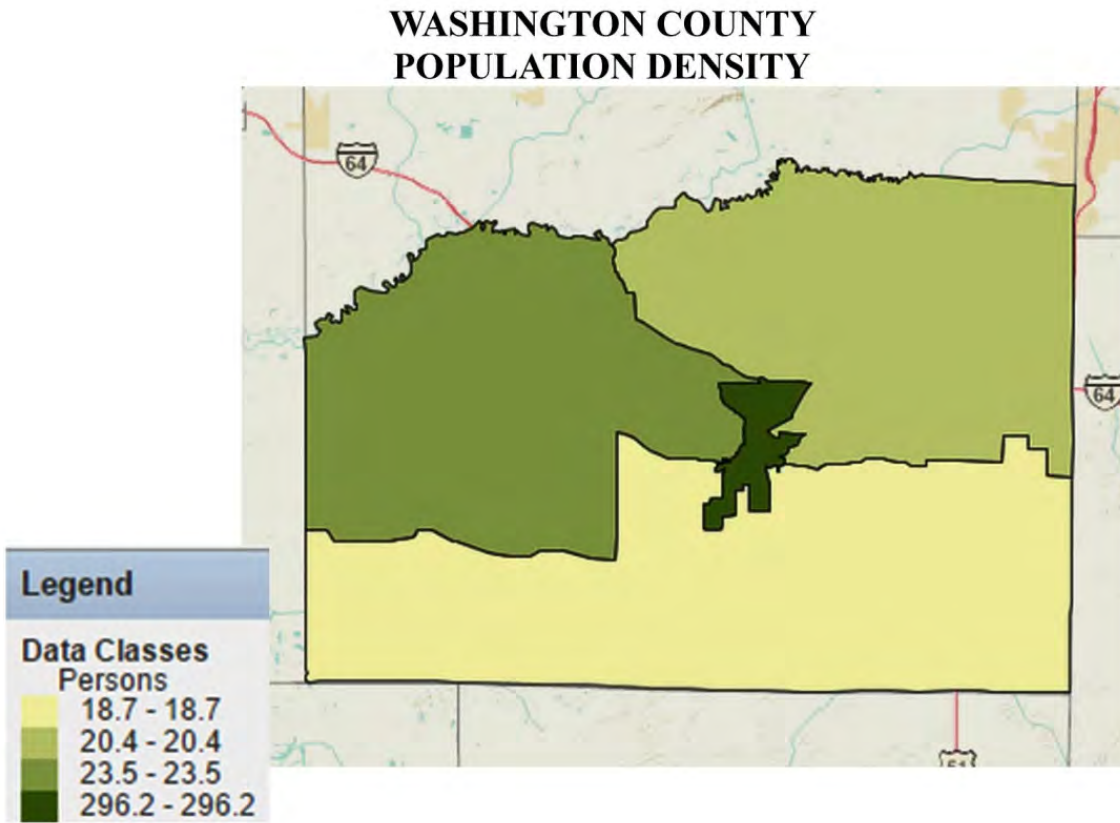 WASHINGTON COUNTY
POPULATION DENSITY
64
64
51
Legend
Data Classes
Persons
18.7 - 18.7
20.4 - 20.4
23.5 - 23.5
296.2 - 296.2